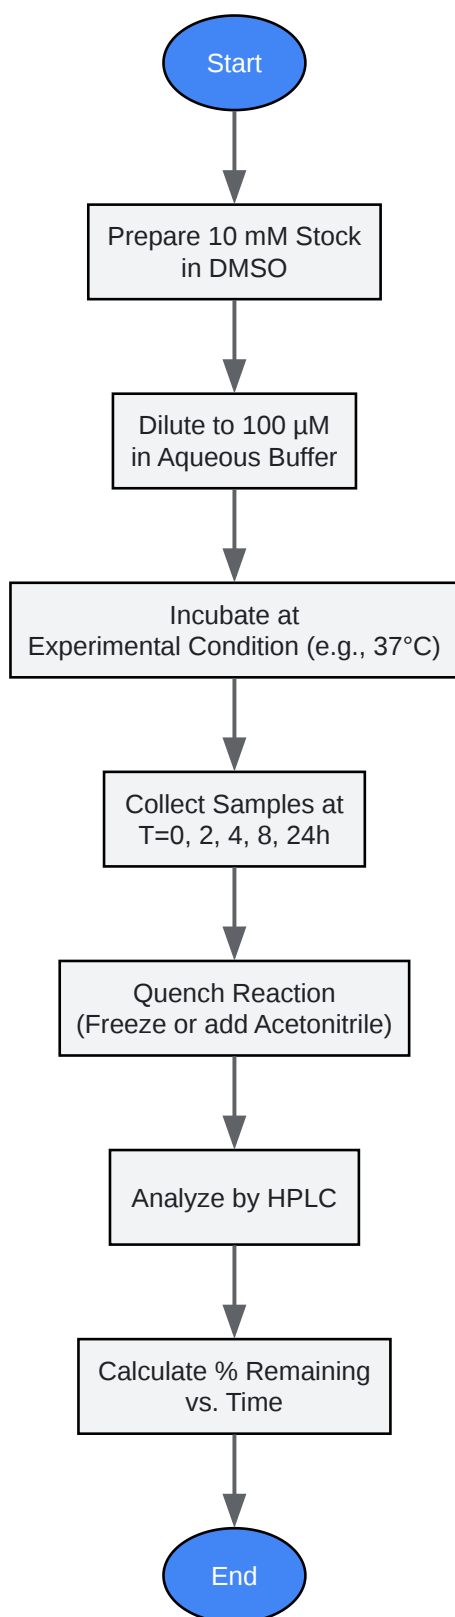 Start
Prepare 10 mM Stock
in DMSO
Dilute to 100 µM
in Aqueous Buffer
Incubate at
Experimental Condition (e.g., 37°C)
Collect Samples at
T=0, 2, 4, 8, 24h
Quench Reaction
(Freeze or add Acetonitrile)
Analyze by HPLC
Calculate % Remaining
vs. Time
End